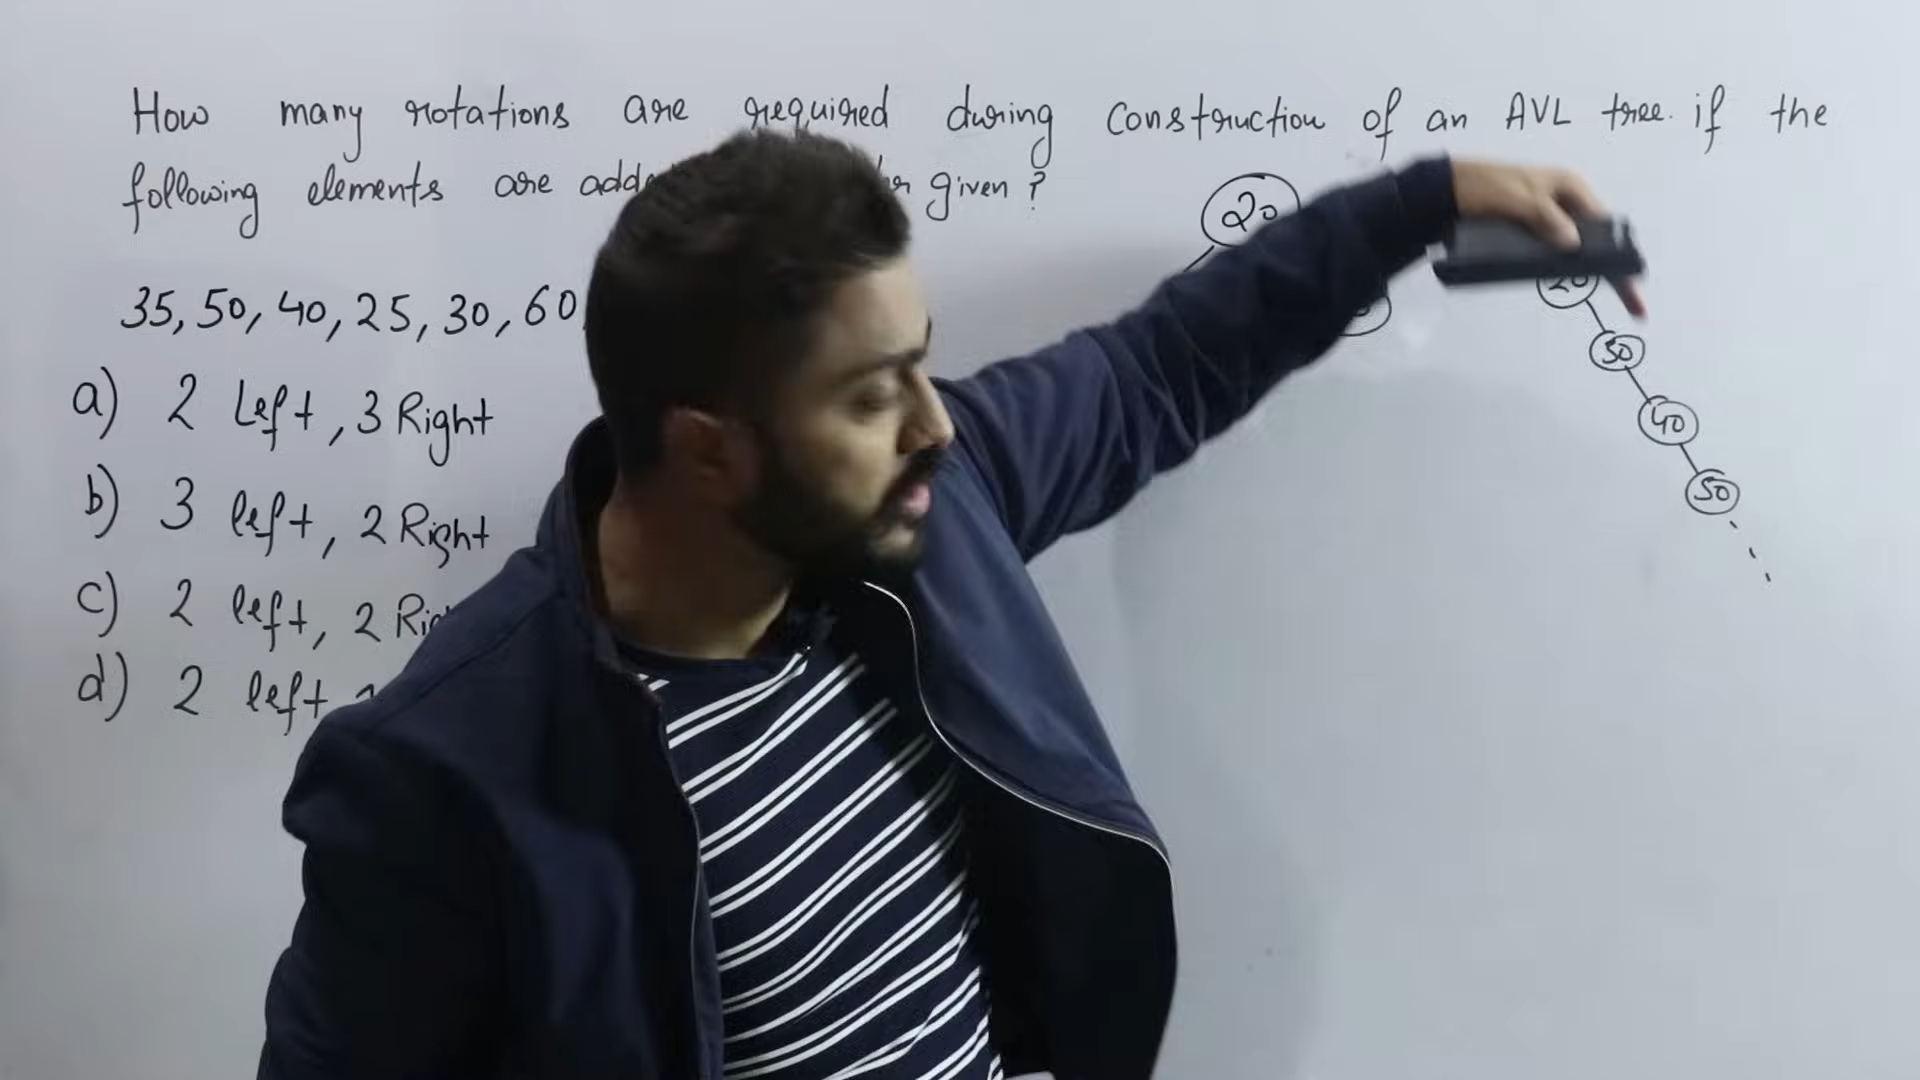 How many rotations are required during construction of an AVL tree. if the
following elements are given ?
35, 50, 40, 25, 30, 60
a) 2 Left, 3 Right
b) 3 left, 2 Right
c) 2 left, 2
d) 2 left
20
20
30
40
50